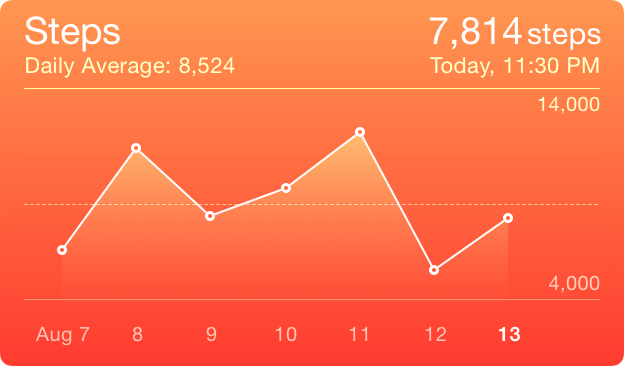 Steps
7,814 steps
Daily Average: 8,524
Today, 11:30 PM
14,000
4,000
Aug 7 8 9 10 11 12 13